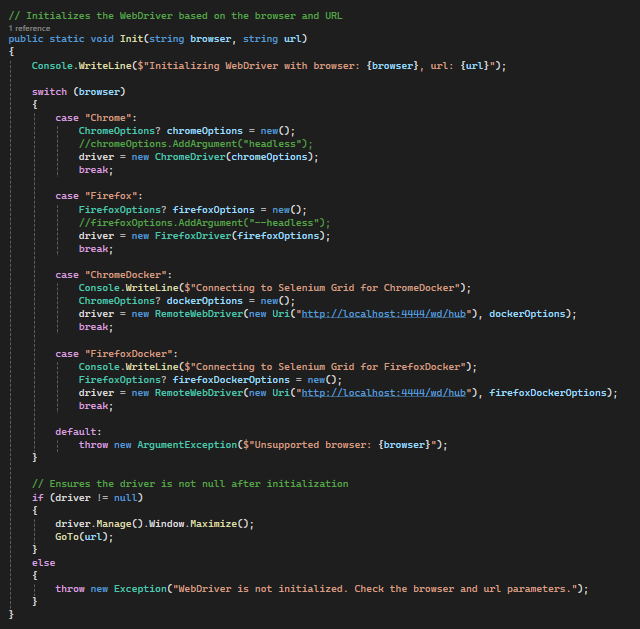 // Initializes the WebDriver based on the browser and URL
1 reference
public static void Init(string browser, string url)
{
    Console.WriteLine($"Initializing WebDriver with browser: {browser}, url: {url}");

    switch (browser)
    {
        case "Chrome":
            ChromeOptions? chromeOptions = new();
            //chromeOptions.AddArgument("headless");
            driver = new ChromeDriver(chromeOptions);
            break;

        case "Firefox":
            FirefoxOptions? firefoxOptions = new();
            //firefoxOptions.AddArgument("--headless");
            driver = new FirefoxDriver(firefoxOptions);
            break;

        case "ChromeDocker":
            Console.WriteLine($"Connecting to Selenium Grid for ChromeDocker");
            ChromeOptions? dockerOptions = new();
            driver = new RemoteWebDriver(new Uri("http://localhost:4444/wd/hub"), dockerOptions);
            break;

        case "FirefoxDocker":
            Console.WriteLine($"Connecting to Selenium Grid for FirefoxDocker");
            FirefoxOptions? firefoxDockerOptions = new();
            driver = new RemoteWebDriver(new Uri("http://localhost:4444/wd/hub"), firefoxDockerOptions);
            break;

        default:
            throw new ArgumentException($"Unsupported browser: {browser}");
    }

    // Ensures the driver is not null after initialization
    if (driver != null)
    {
        driver.Manage().Window.Maximize();
        GoTo(url);
    }
    else
    {
        throw new Exception("WebDriver is not initialized. Check the browser and url parameters.");
    }
}